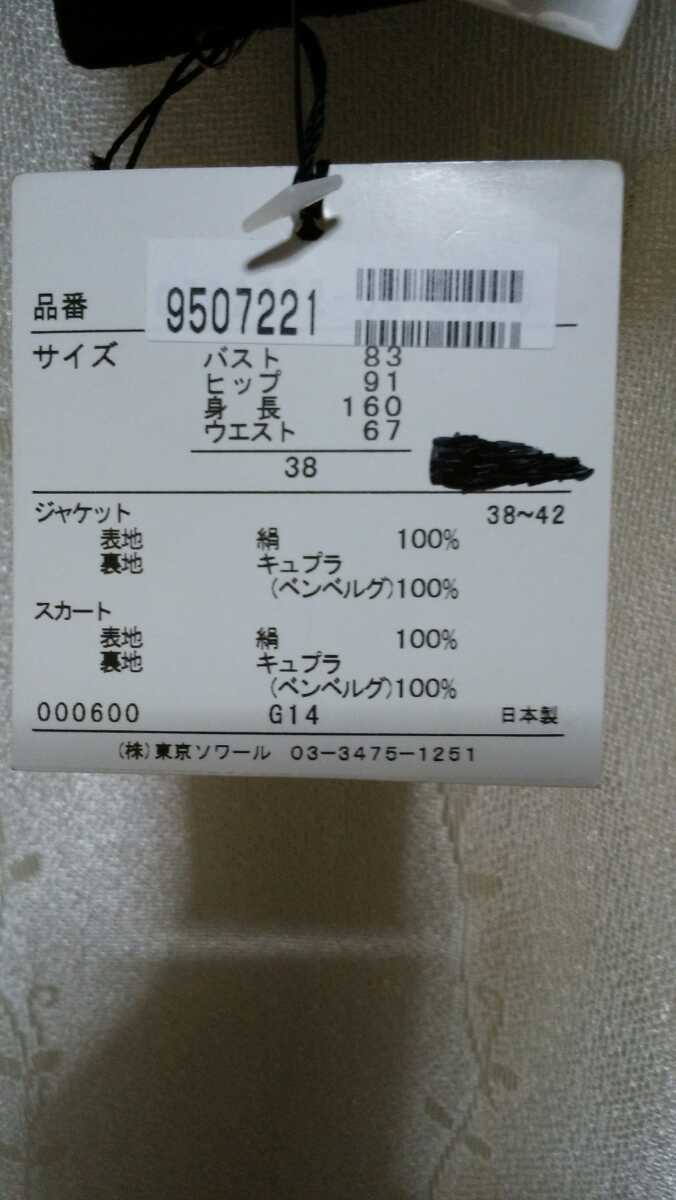 品番 9507221
サイズ バスト 83
ヒップ 91
身長 160
ウエスト 67
38
ジャケット 38~42
表地 絹 100%
裏地 キュプラ
(ベンベルグ)100%
スカート
表地 絹 100%
裏地 キュプラ
(ベンベルグ)100%
000600 G14 日本製
(株)東京ソワール 03-3475-1251